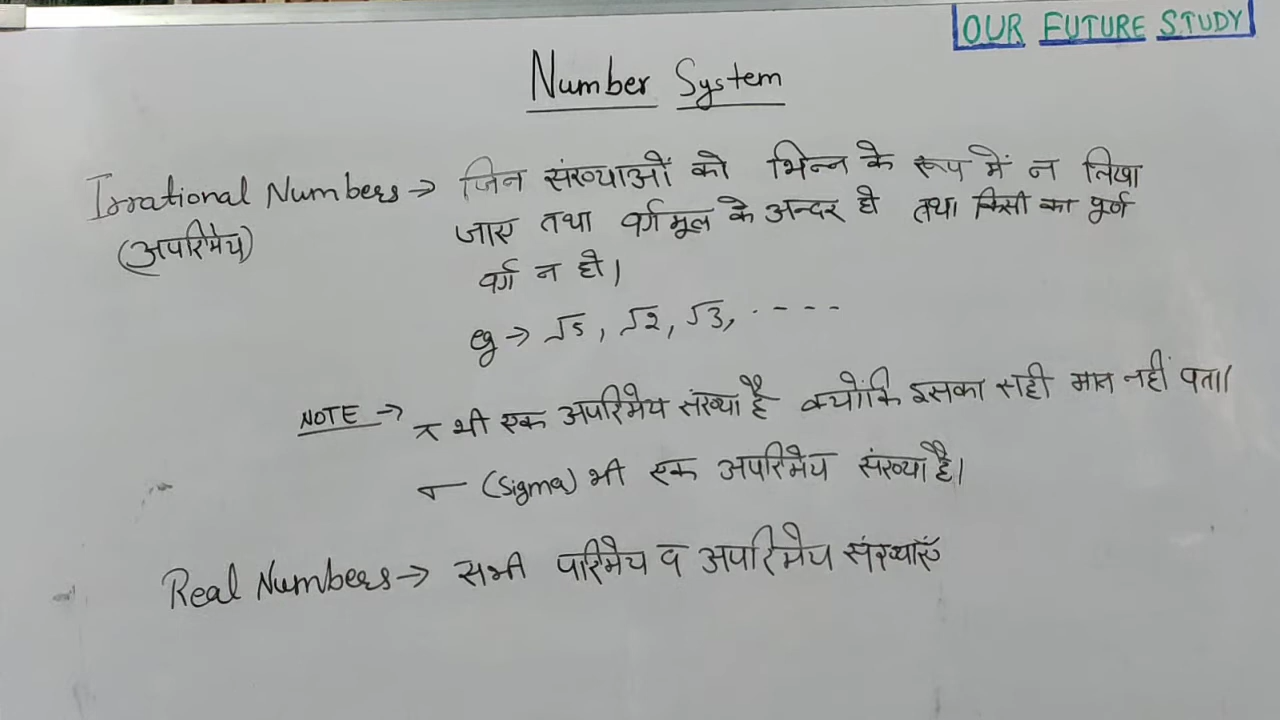 OUR FUTURE STUDY
Number System
Irrational Numbers → जिन संख्याओं को भिन्न के रूप में न लिखा
(अपरिमेय) जाए तथा वर्गमूल के अन्दर हो तथा किसी का पूर्ण
वर्ग न हो।
eg → √5, √2, √3, ----
NOTE → π भी एक अपरिमेय संख्या है क्योंकि इसका सही मान नहीं पता।
σ (Sigma) भी एक अपरिमेय संख्या है।
Real Numbers → सभी परिमेय व अपरिमेय संख्याएँ